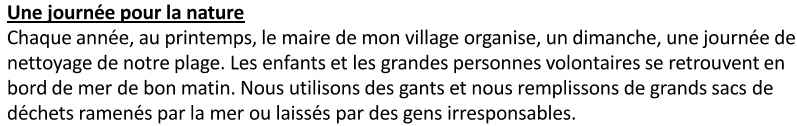 Une journée pour la nature
Chaque année, au printemps, le maire de mon village organise, un dimanche, une journée de
nettoyage de notre plage. Les enfants et les grandes personnes volontaires se retrouvent en
bord de mer de bon matin. Nous utilisons des gants et nous remplissons de grands sacs de
déchets ramenés par la mer ou laissés par des gens irresponsables.